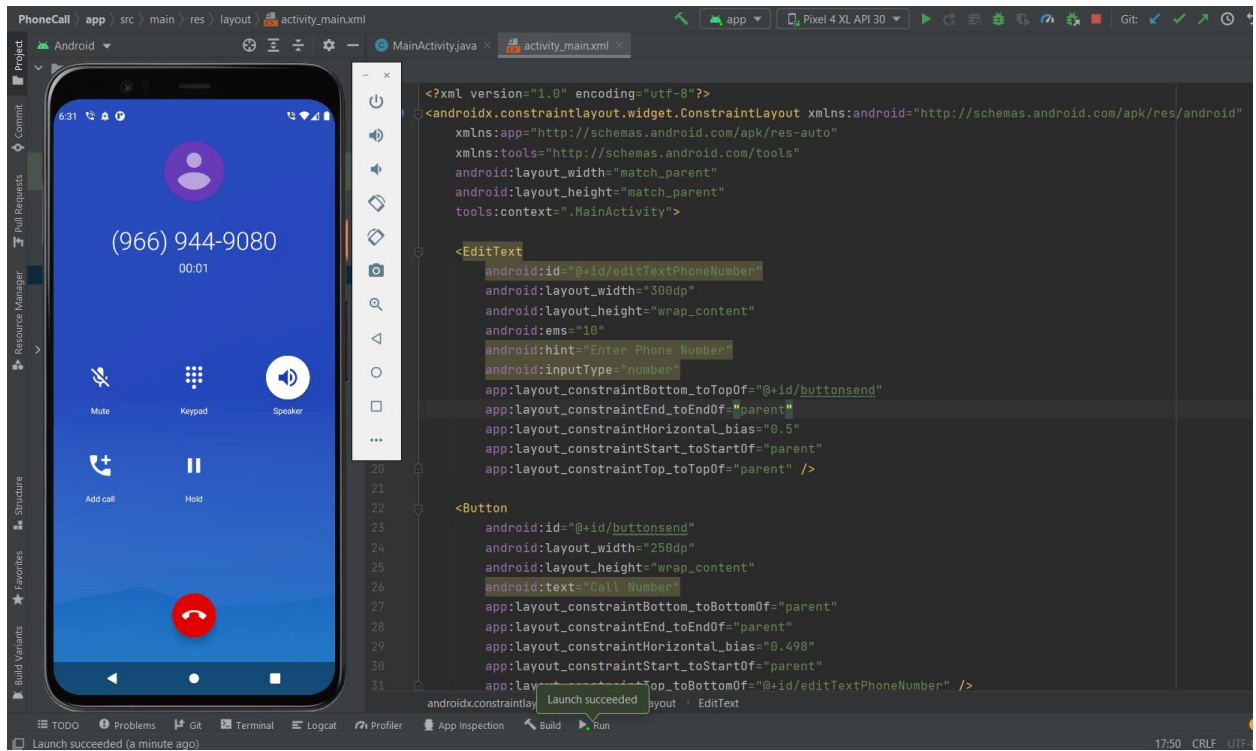 PhoneCall 〉 app 〉 src 〉 main 〉 res 〉 layout 〉 activity_main.xml
app
Pixel 4 XL API 30
Git:
Project
Commit
Pull Requests
Resource Manager
Structure
Favorites
Build Variants
Android
MainActivity.java
activity_main.xml
6:31
(966) 944-9080
00:01
Mute
Keypad
Speaker
Add call
Hold
<?xml version="1.0" encoding="utf-8"?>
<androidx.constraintlayout.widget.ConstraintLayout xmlns:android="http://schemas.android.com/apk/res/android"
xmlns:app="http://schemas.android.com/apk/res-auto"
xmlns:tools="http://schemas.android.com/tools"
android:layout_width="match_parent"
android:layout_height="match_parent"
tools:context=".MainActivity">
<EditText
android:id="@+id/editTextPhoneNumber"
android:layout_width="300dp"
android:layout_height="wrap_content"
android:ems="10"
android:hint="Enter Phone Number"
android:inputType="number"
app:layout_constraintBottom_toTopOf="@+id/buttonsend"
app:layout_constraintEnd_toEndOf="parent"
app:layout_constraintHorizontal_bias="0.5"
app:layout_constraintStart_toStartOf="parent"
20 app:layout_constraintTop_toTopOf="parent" />
21
22 <Button
23 android:id="@+id/buttonsend"
24 android:layout_width="250dp"
25 android:layout_height="wrap_content"
26 android:text="Call Number"
27 app:layout_constraintBottom_toBottomOf="parent"
28 app:layout_constraintEnd_toEndOf="parent"
29 app:layout_constraintHorizontal_bias="0.498"
30 app:layout_constraintStart_toStartOf="parent"
31 app:lay Top_toBottomOf="@+id/editTextPhoneNumber" />
Launch succeeded
androidx.constraintlay ayout 〉 EditText
TODO Problems Git Terminal Logcat Profiler App Inspection Build Run
Launch succeeded (a minute ago) 17:50 CRLF UTF-